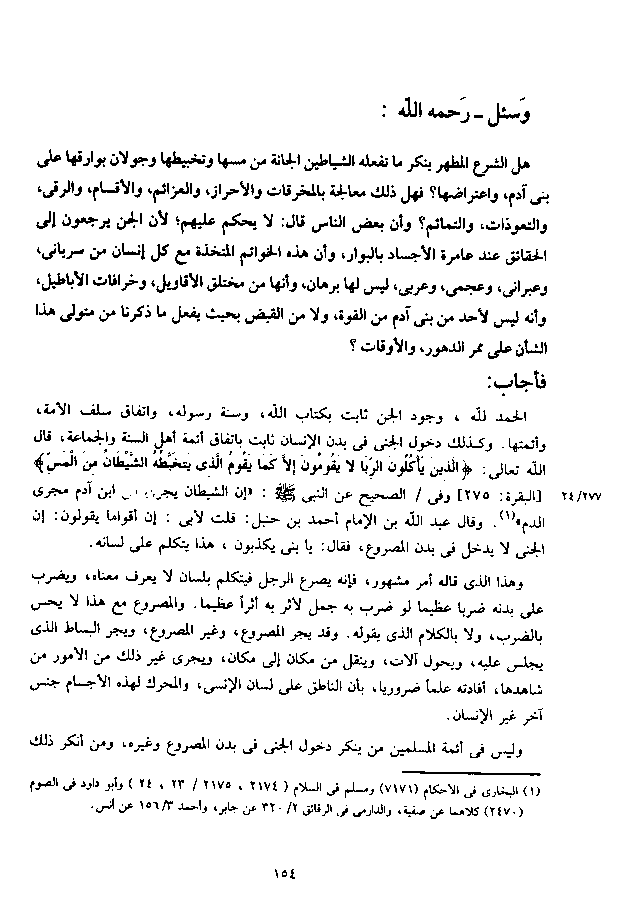 وَسئل ــ رَحمه اللّه :
هل الشرع المطهر ينكر ما تفعله الشياطين الجانة من مسها وتخبيطها وجولان بوارقها على
بنى آدم، واعتراضها؟ فهل لذلك معالجة بالمخرقات والأحراز، والعزائم، والأقسام، والرقى،
والتعوذات، والتمائم؟ وأن بعض الناس قال: لا يحكم عليهم؛ لأن الجن يرجعون إلى
الحقائق عند عامرة الأجساد بالبوار، وأن هذه الخواتم المتخذة مع كل إنسان من سريانى،
وعبرانى، وعجمى، وعربى، ليس لها برهان، وأنها من مختلق الأقاويل، وخرافات الأباطيل،
وأنه ليس لأحد من بنى آدم من القوة، ولا من القبض بحيث يفعل ما ذكرنا من متولى هذا
الشأن على ممر الدهور، والأوقات ؟
فأجاب:
الحمد للّه ، وجود الجن ثابت بكتاب اللّه، وسنة رسوله، واتفاق سلف الأمة،
وأئمتها. وكذلك دخول الجنى فى بدن الإنسان ثابت باتفاق أئمة أهل السنة والجماعة، قال
اللّه تعالى: ﴿الَّذِينَ يَأْكُلُونَ الرِّبَا لا يَقُومُونَ إِلاَّ كَمَا يَقُومُ الَّذِي يَتَخَبَّطُهُ الشَّيْطَانُ مِنَ الْمَسِّ﴾
[البقرة: ٢٧٥] وفى / الصحيح عن النبى ﷺ : «إن الشيطان يجرى من ابن آدم مجرى
٢٤/٢٧٧
الدم»(١). وقال عبد اللّه بن الإمام أحمد بن حنبل: قلت لأبى : إن أقواما يقولون: إن
الجنى لا يدخل فى بدن المصروع، فقال: يا بنى يكذبون ، هذا يتكلم على لسانه.
وهذا الذى قاله أمر مشهور، فإنه يصرع الرجل فيتكلم بلسان لا يعرف معناه، ويضرب
على بدنه ضربا عظيما لو ضرب به جمل لأثر به أثراً عظيما. والمصروع مع هذا لا يحس
بالضرب، ولا بالكلام الذى يقوله. وقد يجر المصروع، وغير المصروع، ويجر البساط الذى
يجلس عليه، ويحول آلات، وينقل من مكان إلى مكان، ويجرى غير ذلك من الأمور من
شاهدها، أفادته علماً ضروريا، بأن الناطق على لسان الإنسى، والمحرك لهذه الأجسام جنس
آخر غير الإنسان.
وليس فى أئمة المسلمين من ينكر دخول الجنى فى بدن المصروع وغيره، ومن أنكر ذلك
(١) البخارى فى الأحكام (٧١٧١) ومسلم فى السلام ( ٢١٧٤ ، ٢١٧٥ / ٢٣ ، ٢٤ ) وأبو داود فى الصوم
(٢٤٧٠) كلاهما عن صفية، والدارمى فى الرقائق ٢/ ٣٢٠ عن جابر، وأحمد ٣/ ١٥٦ عن أنس.
١٥٤